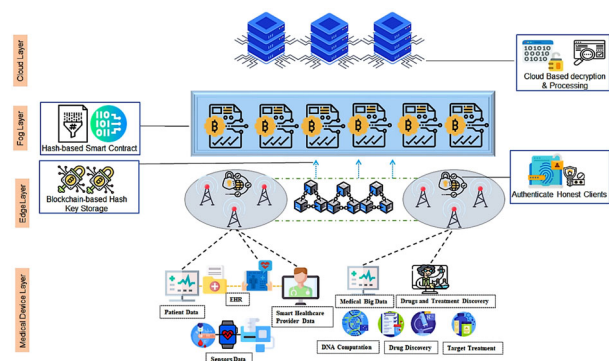 Cloud Layer
Cloud Based decryption
& Processing
Fog Layer
Hash-based Smart Contract
Edge Layer
Blockchain-based Hash
Key Storage
Authenticate Honest Clients
Medical Device Layer
Patient Data
EHR
Smart Healthcare
Provider Data
Sensors Data
Medical Big Data
Drugs and Treatment Discovery
DNA Computation
Drug Discovery
Target Treatment